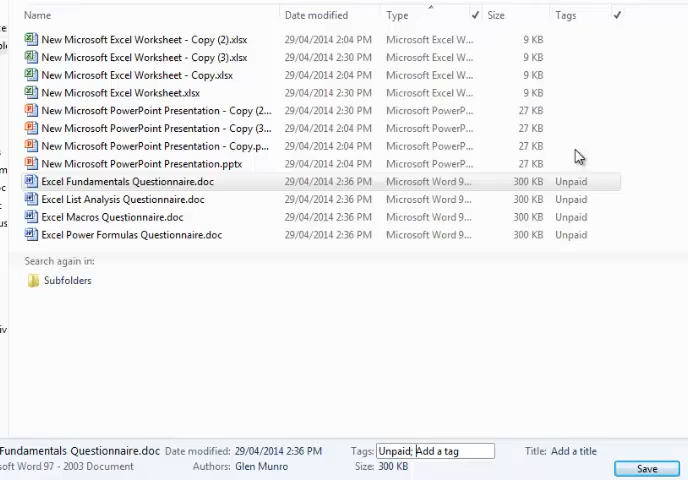 Name Date modified Type Size Tags
New Microsoft Excel Worksheet - Copy (2).xlsx 29/04/2014 2:04 PM Microsoft Excel W... 9 KB
New Microsoft Excel Worksheet - Copy (3).xlsx 29/04/2014 2:30 PM Microsoft Excel W... 9 KB
New Microsoft Excel Worksheet - Copy.xlsx 29/04/2014 2:04 PM Microsoft Excel W... 9 KB
New Microsoft Excel Worksheet.xlsx 29/04/2014 2:04 PM Microsoft Excel W... 9 KB
New Microsoft PowerPoint Presentation - Copy (2... 29/04/2014 2:30 PM Microsoft PowerP... 27 KB
New Microsoft PowerPoint Presentation - Copy (3... 29/04/2014 2:04 PM Microsoft PowerP... 27 KB
New Microsoft PowerPoint Presentation - Copy.p... 29/04/2014 2:04 PM Microsoft PowerP... 27 KB
New Microsoft PowerPoint Presentation.pptx 29/04/2014 2:04 PM Microsoft PowerP... 27 KB
Excel Fundamentals Questionnaire.doc 29/04/2014 2:36 PM Microsoft Word 9... 300 KB Unpaid
Excel List Analysis Questionnaire.doc 29/04/2014 2:36 PM Microsoft Word 9... 300 KB Unpaid
Excel Macros Questionnaire.doc 29/04/2014 2:36 PM Microsoft Word 9... 300 KB Unpaid
Excel Power Formulas Questionnaire.doc 29/04/2014 2:36 PM Microsoft Word 9... 300 KB Unpaid
Search again in:
Subfolders
Fundamentals Questionnaire.doc Date modified: 29/04/2014 2:36 PM Tags: Unpaid; Add a tag Title: Add a title
soft Word 97 - 2003 Document Authors: Glen Munro Size: 300 KB Save